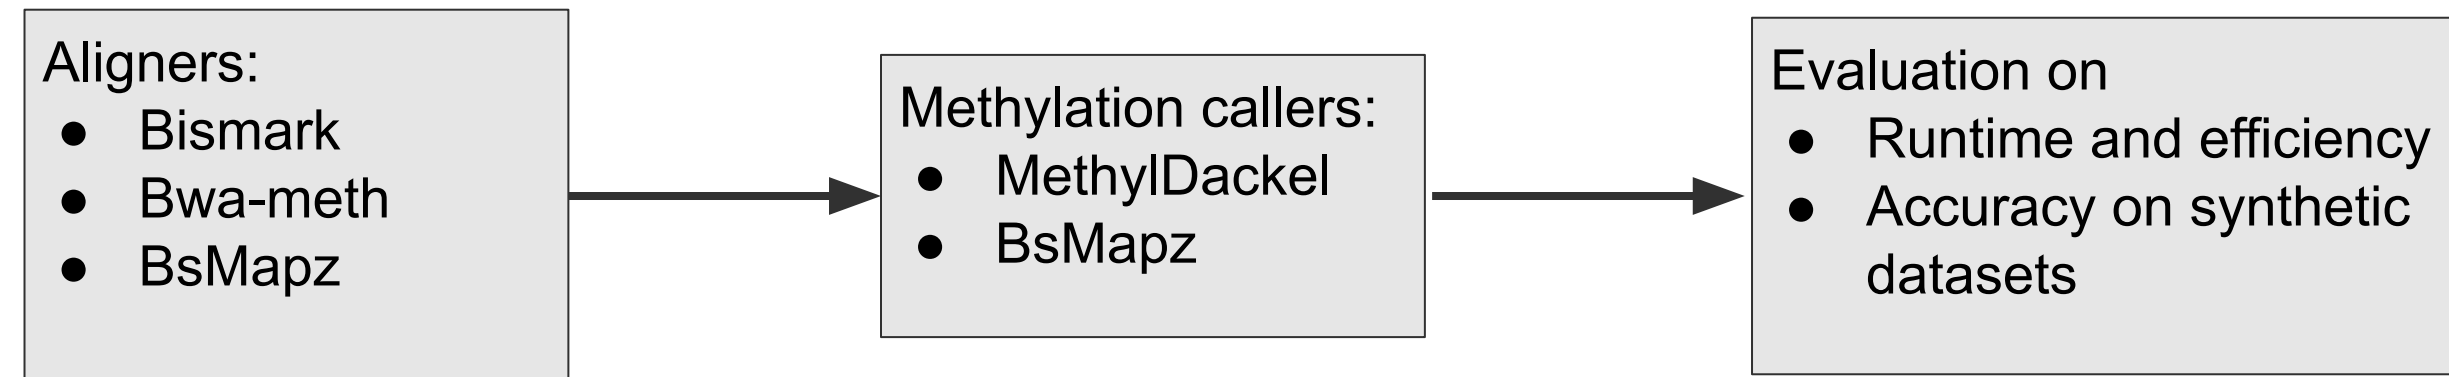 Aligners:
● Bismark
● Bwa-meth
● BsMapz
Methylation callers:
● MethylDackel
● BsMapz
Evaluation on
● Runtime and efficiency
● Accuracy on synthetic
datasets